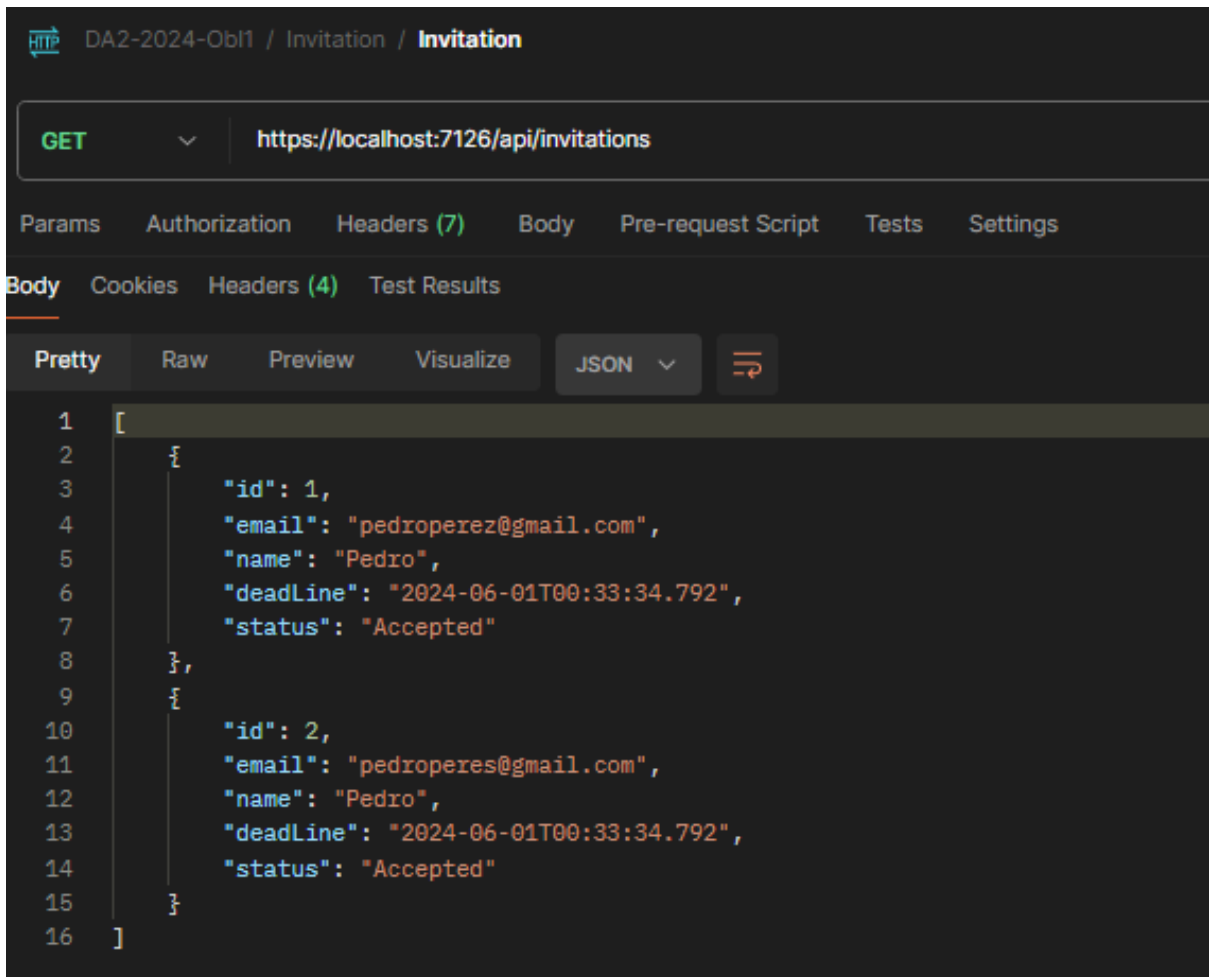 HTTP DA2-2024-Obl1 / Invitation / Invitation
GET https://localhost:7126/api/invitations
Params Authorization Headers (7) Body Pre-request Script Tests Settings
Body Cookies Headers (4) Test Results
Pretty Raw Preview Visualize JSON
1 [
2 {
3 "id": 1,
4 "email": "pedroperez@gmail.com",
5 "name": "Pedro",
6 "deadLine": "2024-06-01T00:33:34.792",
7 "status": "Accepted"
8 },
9 {
10 "id": 2,
11 "email": "pedroperes@gmail.com",
12 "name": "Pedro",
13 "deadLine": "2024-06-01T00:33:34.792",
14 "status": "Accepted"
15 }
16 ]